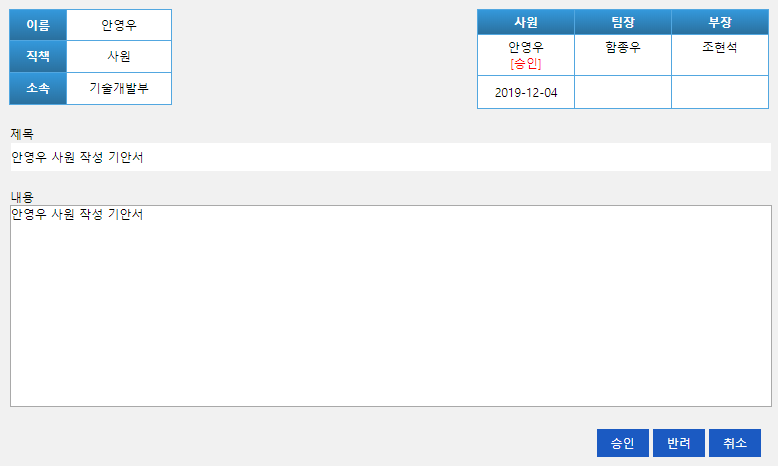 이름 안영우
직책 사원
소속 기술개발부
사원 팀장 부장
안영우 함종우 조현석
[승인]
2019-12-04
제목
안영우 사원 작성 기안서
내용
안영우 사원 작성 기안서
승인 반려 취소